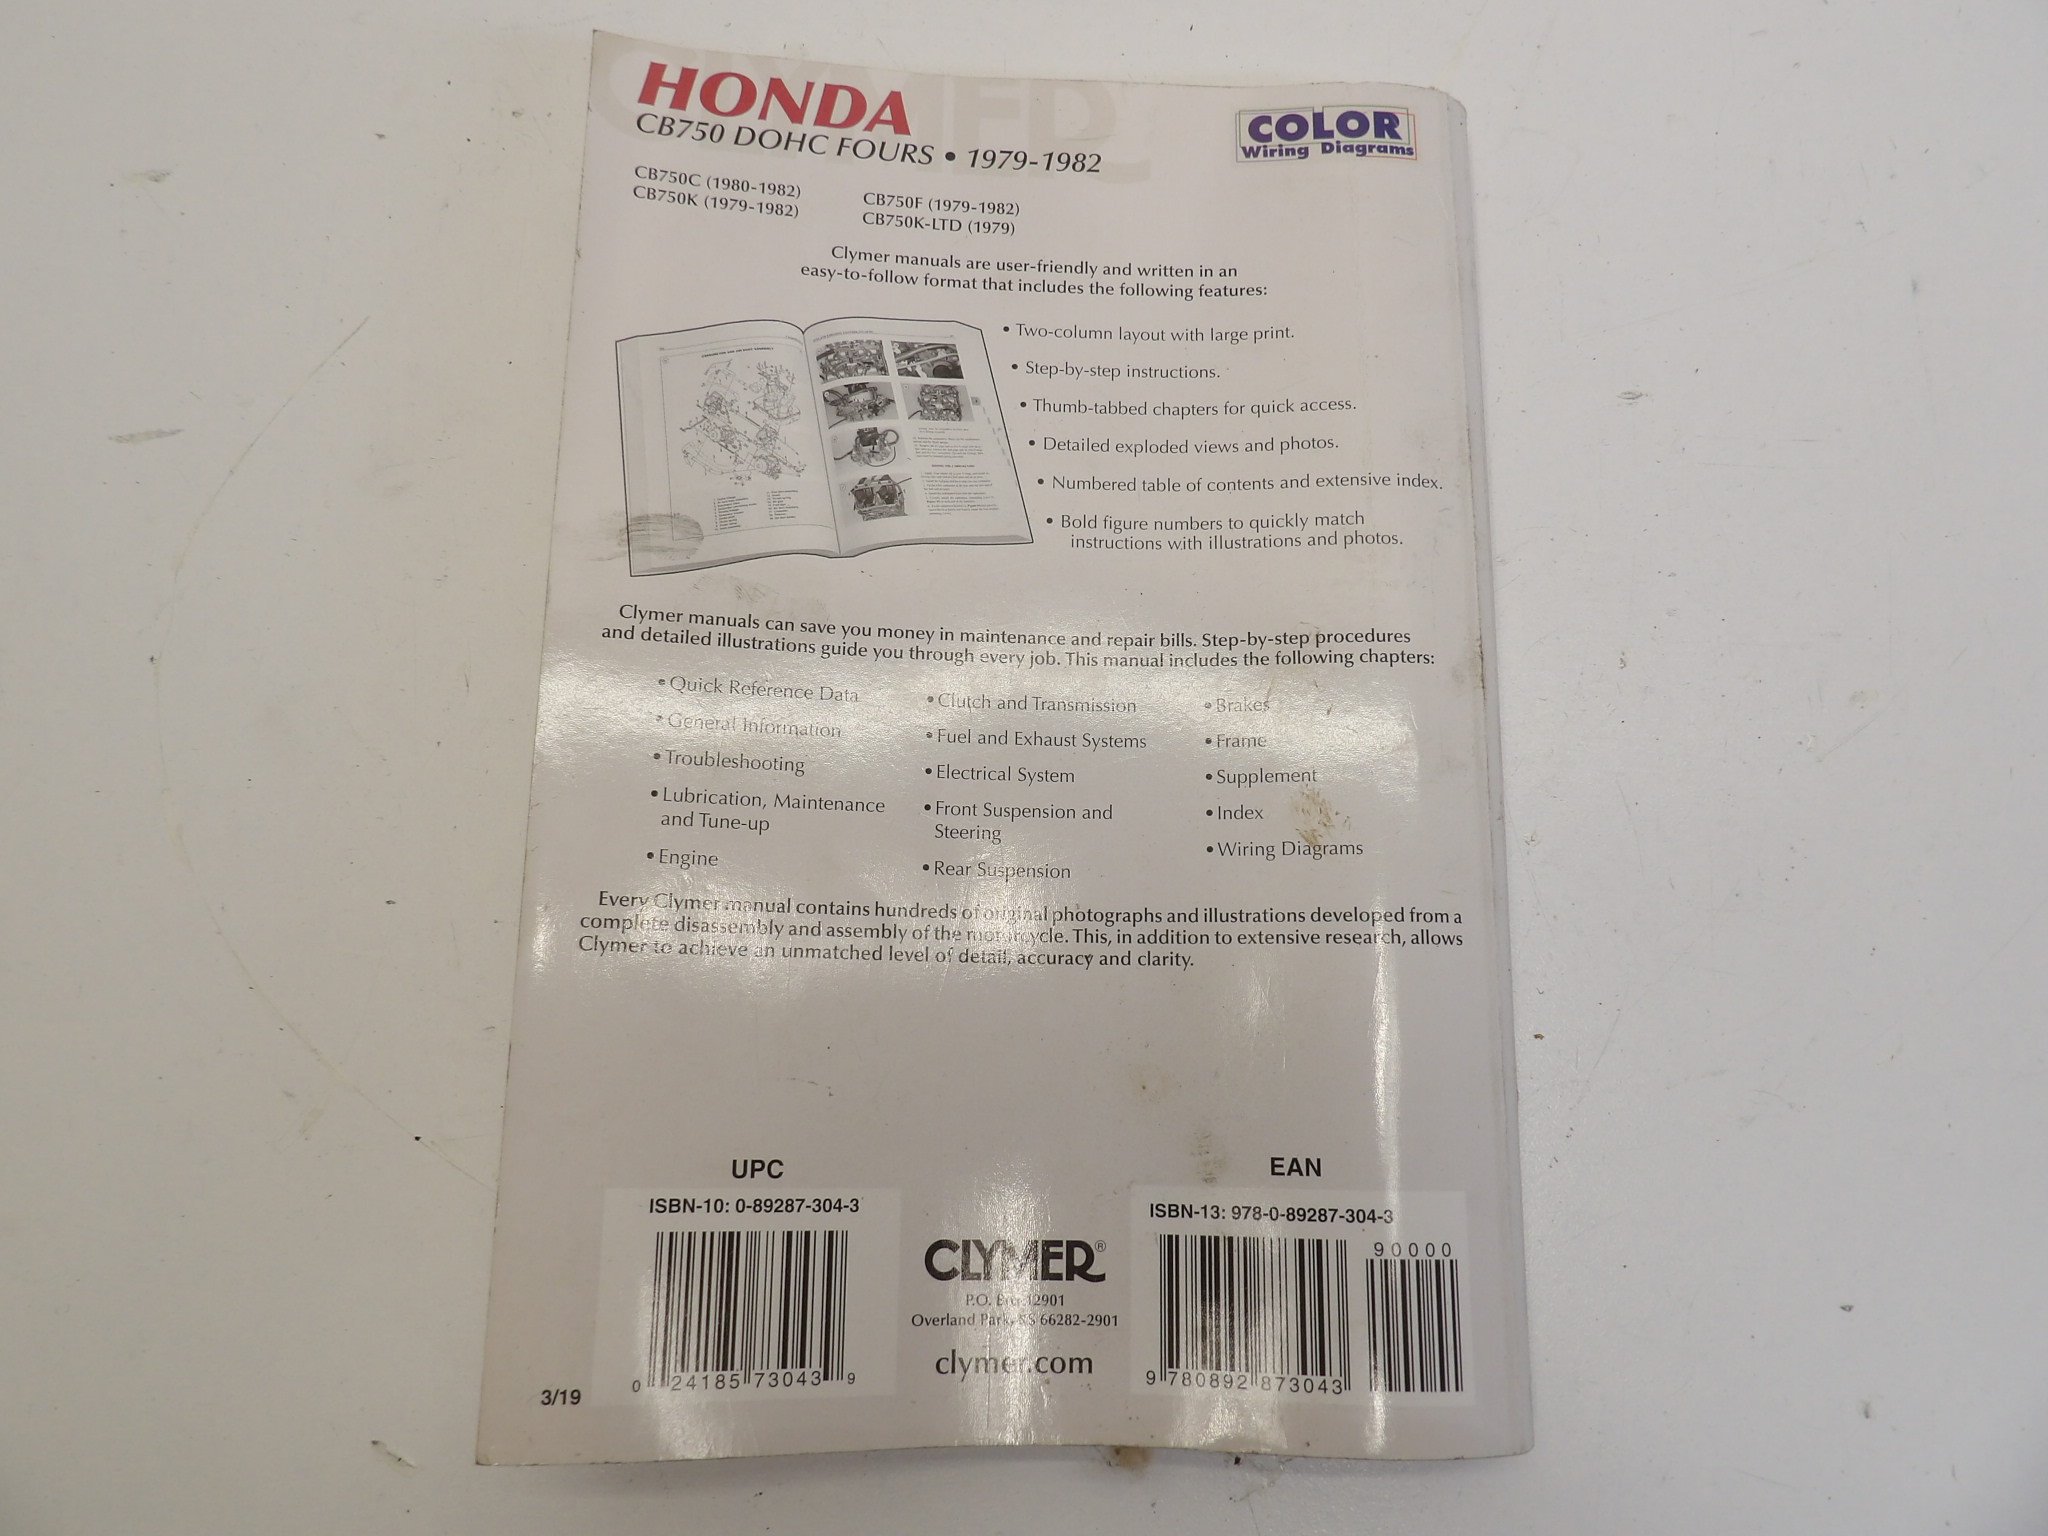 HONDA
CB750 DOHC FOURS • 1979-1982
COLOR
Wiring Diagrams
CB750C (1980-1982)
CB750K (1979-1982)
CB750F (1979-1982)
CB750K-LTD (1979)
Clymer manuals are user-friendly and written in an
easy-to-follow format that includes the following features:
• Two-column layout with large print.
• Step-by-step instructions.
• Thumb-tabbed chapters for quick access.
• Detailed exploded views and photos.
• Numbered table of contents and extensive index.
• Bold figure numbers to quickly match
instructions with illustrations and photos.
Clymer manuals can save you money in maintenance and repair bills. Step-by-step procedures
and detailed illustrations guide you through every job. This manual includes the following chapters:
• Quick Reference Data
• General Information
• Troubleshooting
• Lubrication, Maintenance
and Tune-up
• Engine
• Clutch and Transmission
• Fuel and Exhaust Systems
• Electrical System
• Front Suspension and
Steering
• Rear Suspension
• Brakes
• Frame
• Supplement
• Index
• Wiring Diagrams
Every Clymer manual contains hundreds of original photographs and illustrations developed from a
complete disassembly and assembly of the motorcycle. This, in addition to extensive research, allows
Clymer to achieve an unmatched level of detail, accuracy and clarity.
UPC
ISBN-10: 0-89287-304-3
0 24185 73043 9
3/19
CLYMER®
P.O. Box 12901
Overland Park, KS 66282-2901
clymer.com
EAN
ISBN-13: 978-0-89287-304-3
90000
9 780892 873043